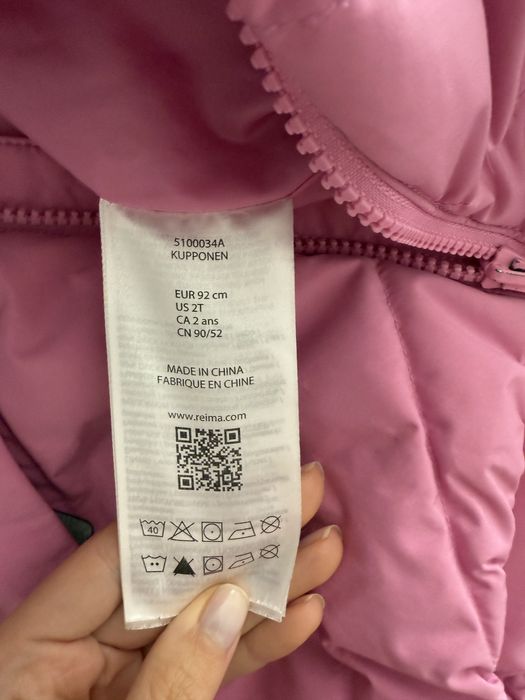 5100034A
KUPPONEN
EUR 92 cm
US 2T
CA 2 ans
CN 90/52
MADE IN CHINA
FABRIQUE EN CHINE
www.reima.com
40